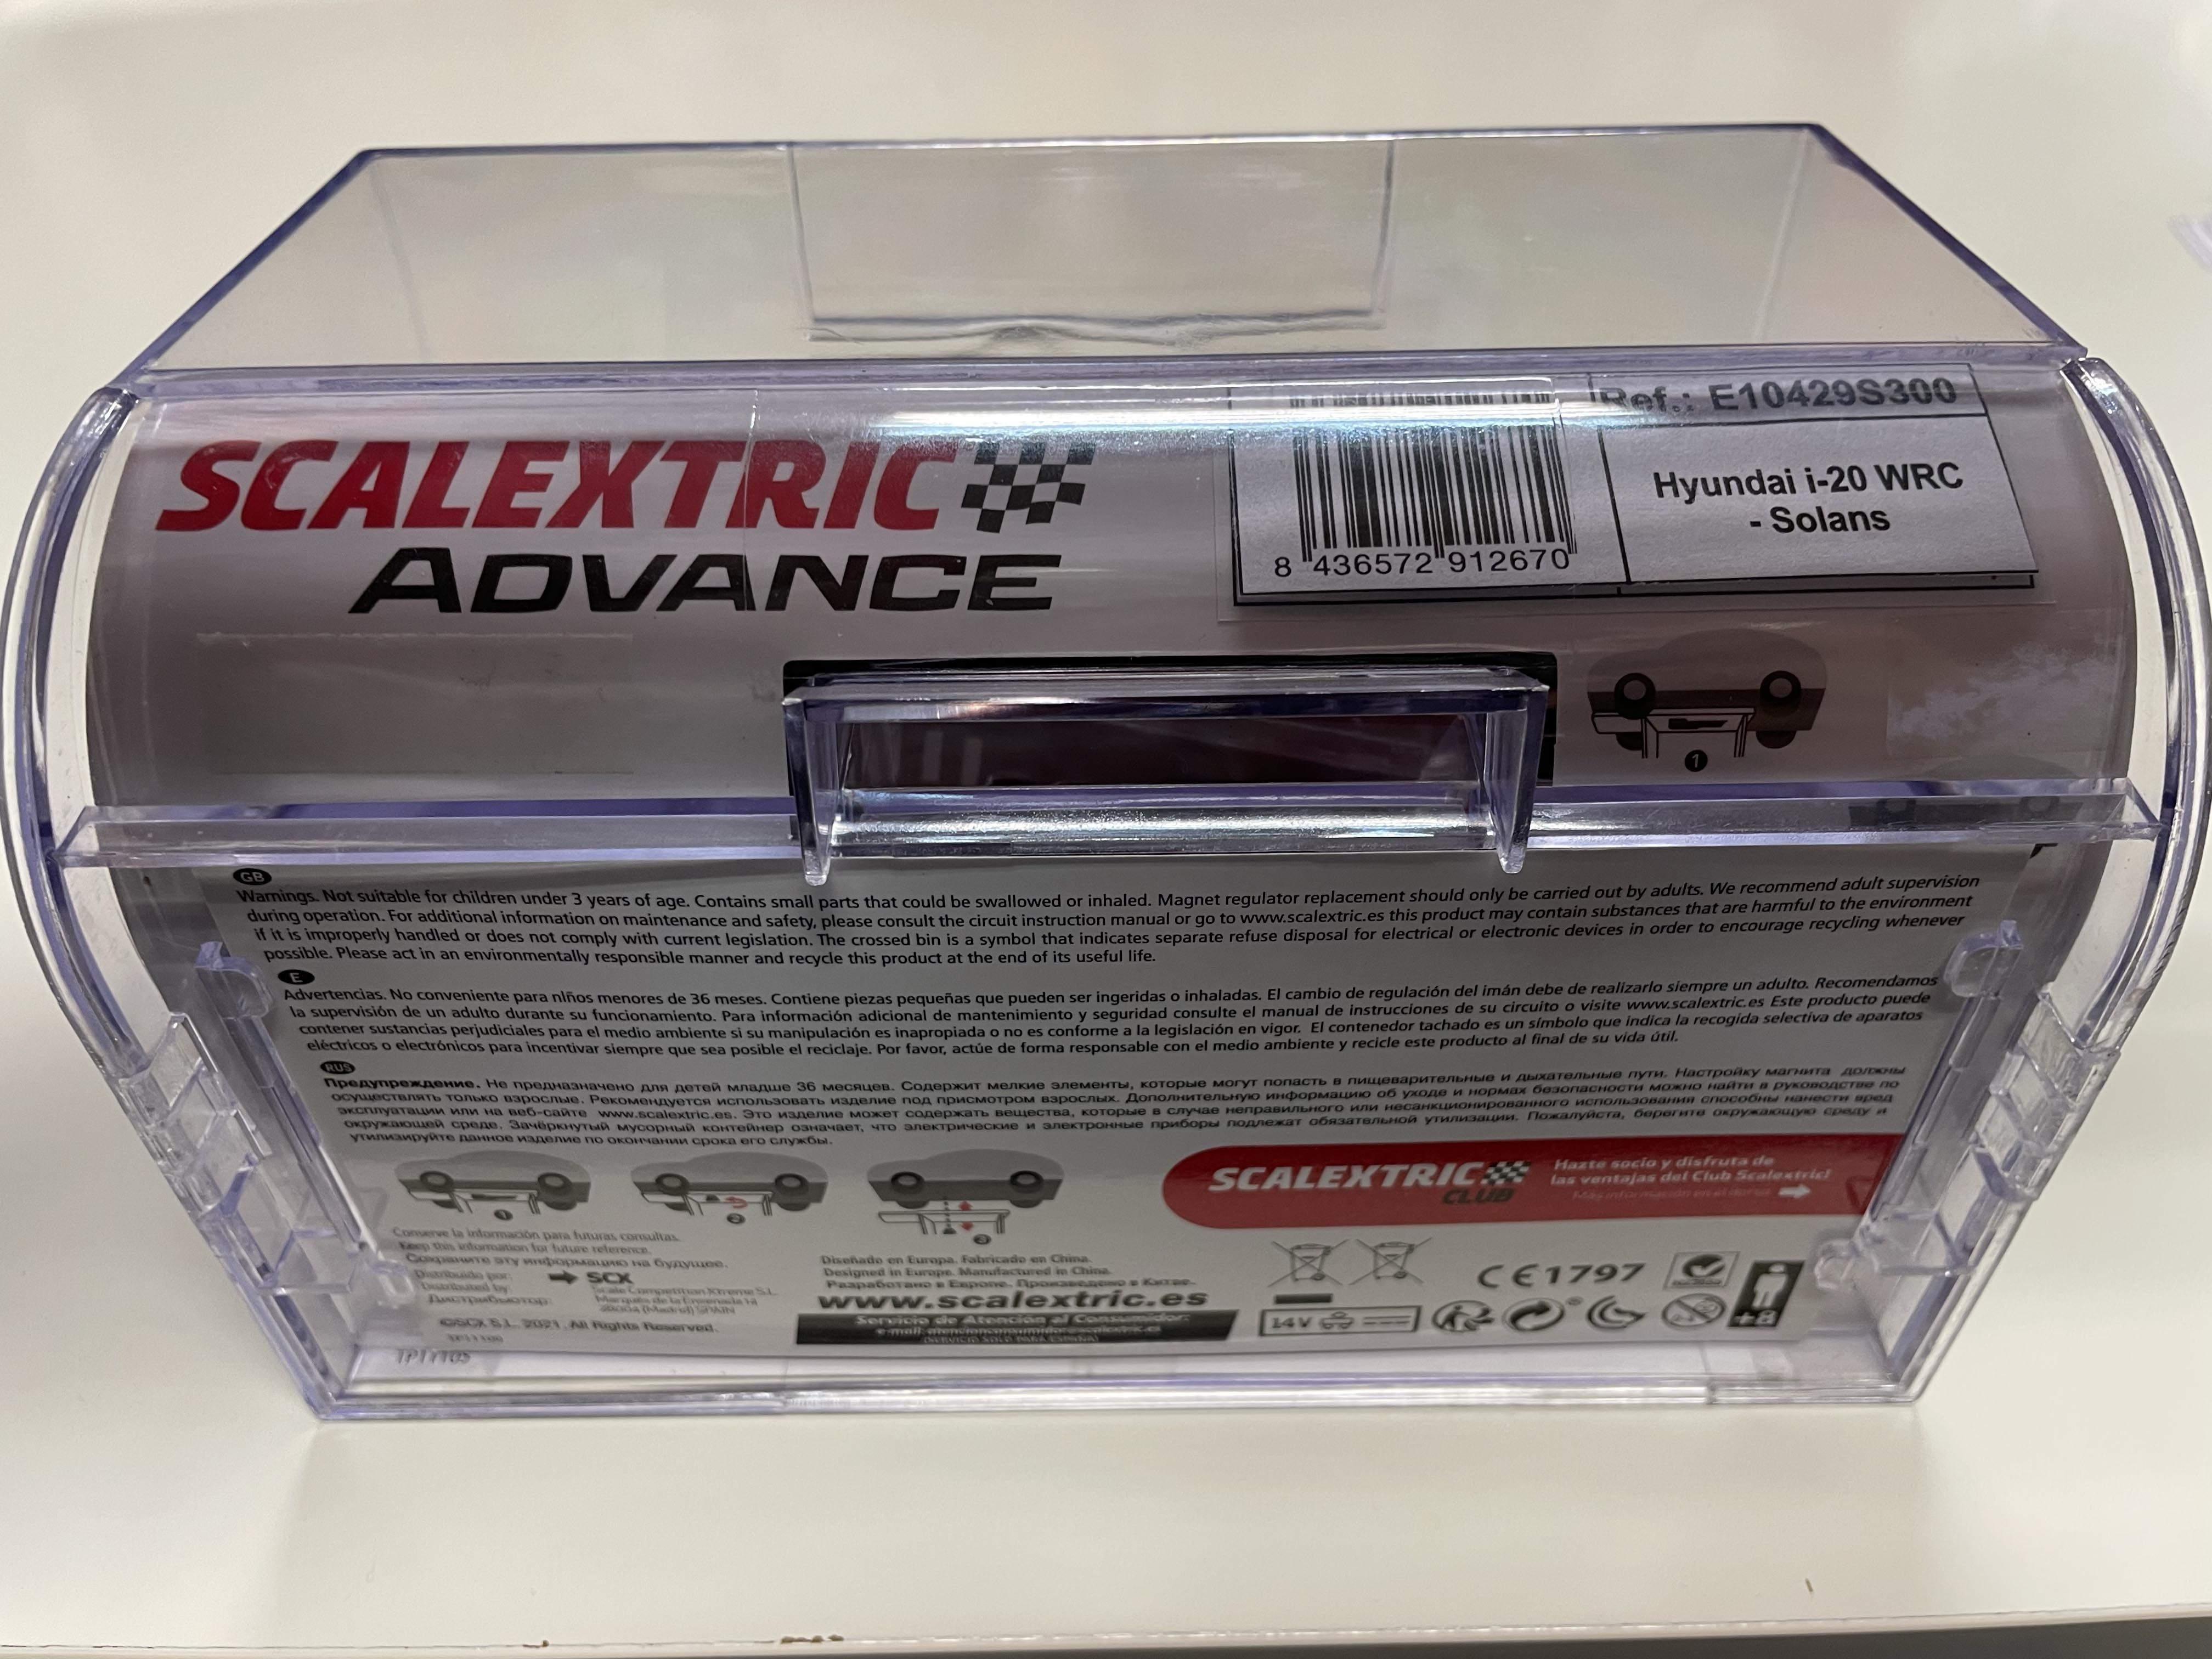 SCALEXTRIC
ADVANCE
Ref.: E10429S300
Hyundai i-20 WRC
- Solans
8 436572 912670
1
GB
Warnings. Not suitable for children under 3 years of age. Contains small parts that could be swallowed or inhaled. Magnet regulator replacement should only be carried out by adults. We recommend adult supervision
during operation. For additional information on maintenance and safety, please consult the circuit instruction manual or go to www.scalextric.es this product may contain substances that are harmful to the environment
if it is improperly handled or does not comply with current legislation. The crossed bin is a symbol that indicates separate refuse disposal for electrical or electronic devices in order to encourage recycling whenever
possible. Please act in an environmentally responsible manner and recycle this product at the end of its useful life.
E
Advertencias. No conveniente para nlños menores de 36 meses. Contiene piezas pequeñas que pueden ser ingeridas o inhaladas. El cambio de regulación del imán debe de realizarlo siempre un adulto. Recomendamos
la supervisión de un adulto durante su funcionamiento. Para información adicional de mantenimiento y seguridad consulte el manual de instrucciones de su circuito o visite www.scalextric.es Este producto puede
contener sustancias perjudiciales para el medio ambiente si su manipulación es inapropiada o no es conforme a la legislación en vigor. El contenedor tachado es un símbolo que indica la recogida selectiva de aparatos
eléctricos o electrónicos para incentivar siempre que sea posible el reciclaje. Por favor, actúe de forma responsable con el medio ambiente y recicle este producto al final de su vida útil.
RUS
Предупреждение. Не предназначено для детей младше 36 месяцев. Содержит мелкие элементы, которые могут попасть в пищеварительные и дыхательные пути. Настройку магнита должны
осуществлять только взрослые. Рекомендуется использовать изделие под присмотром взрослых. Дополнительную информацию об уходе и нормах безопасности можно найти в руководстве по
эксплуатации или на веб-сайте www.scalextric.es. Это изделие может содержать вещества, которые в случае неправильного или несанкционированного использования способны нанести вред
окружающей среде. Зачёркнутый мусорный контейнер означает, что электрические и электронные приборы подлежат обязательной утилизации. Пожалуйста, берегите окружающую среду и
утилизируйте данное изделие по окончании срока его службы.
1 2 3
SCALEXTRIC
CLUB
Hazte socio y disfruta de
las ventajas del Club Scalextric!
Más información en el dorso
Conserve la información para futuras consultas.
Keep this information for future reference.
Сохраните эту информацию на будущее.
Distribuido por:
Distributed by:
Дистрибьютор:
SCX
Scale Competition Xtreme S.L.
Marqués de la Ensenada
28004 (Madrid) SPAIN
©SCX S.L. 2021. All Rights Reserved.
Diseñado en Europa. Fabricado en China.
Designed in Europe. Manufactured in China.
Разработано в Европе. Произведено в Китае.
www.scalextric.es
Servicio de Atención al Consumidor:
CE1797
14V
+8